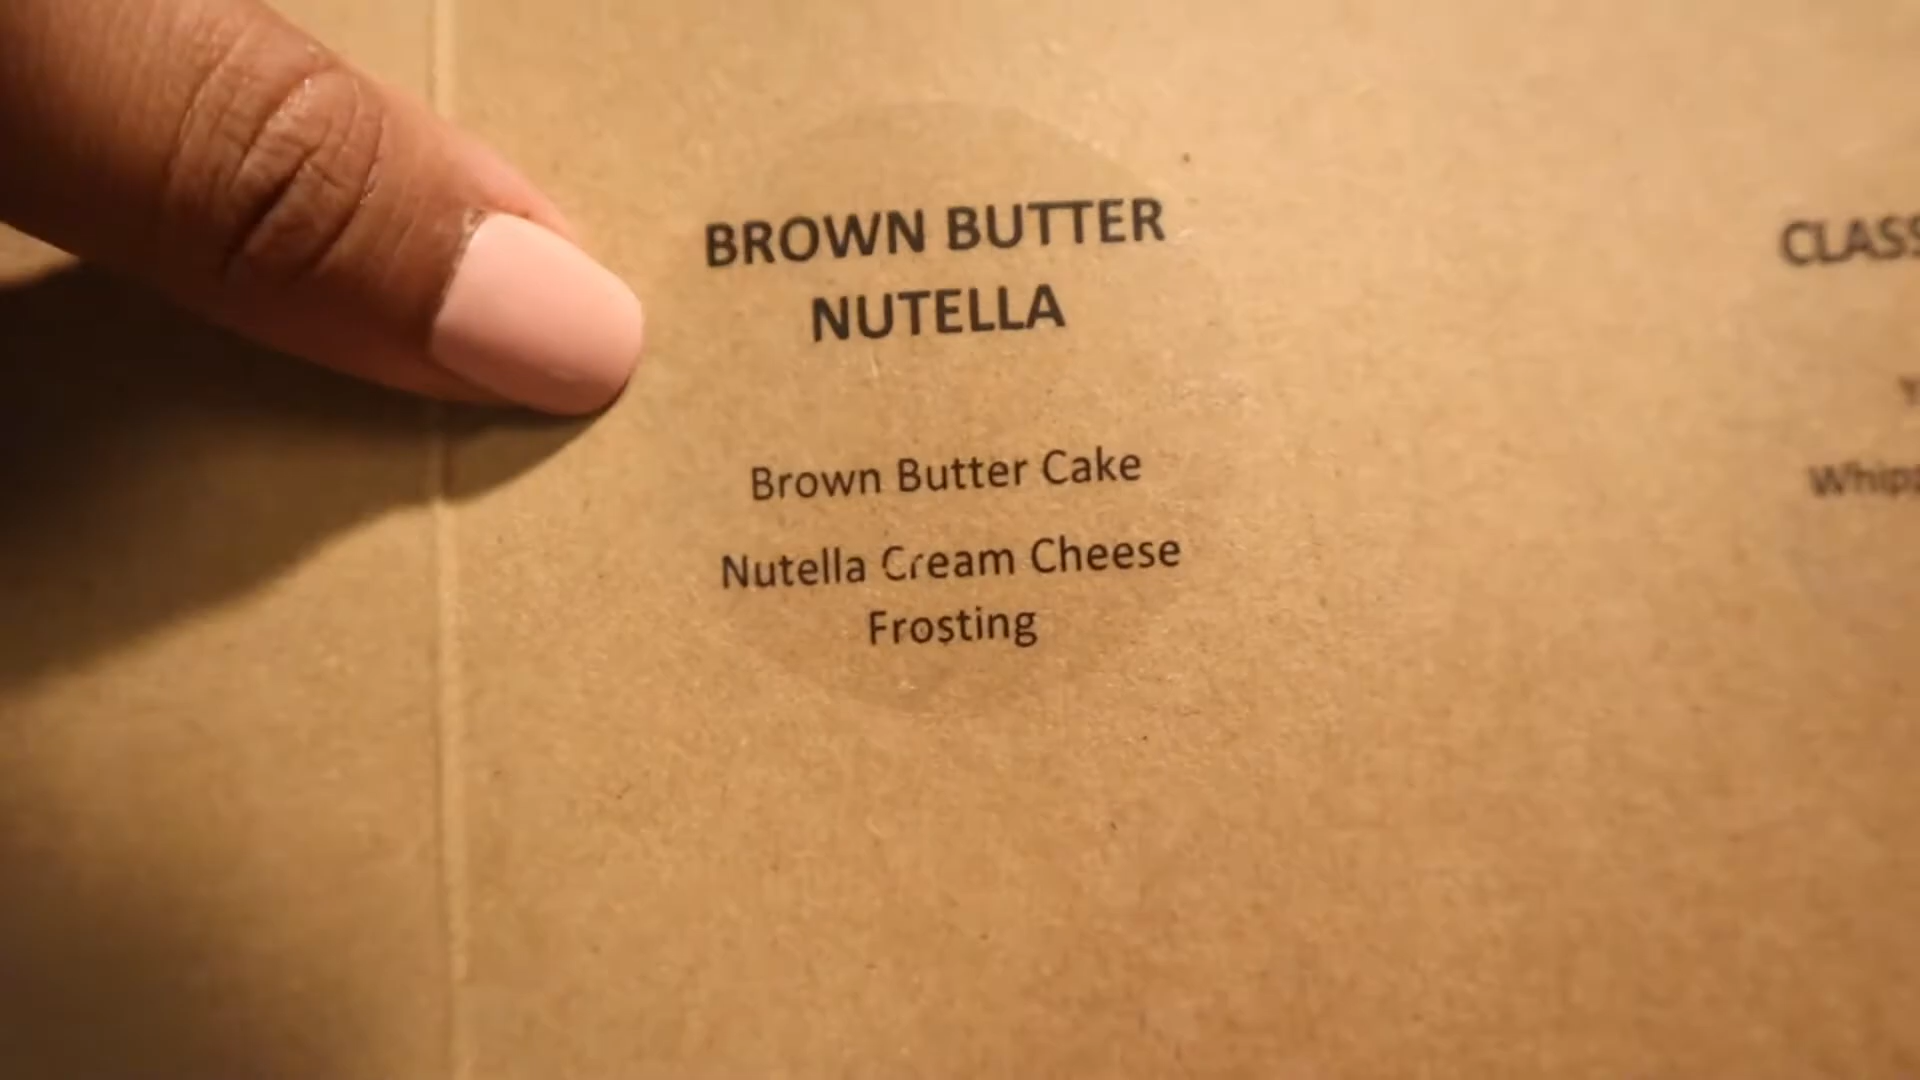 BROWN BUTTER
NUTELLA
Brown Butter Cake
Nutella Cream Cheese
Frosting